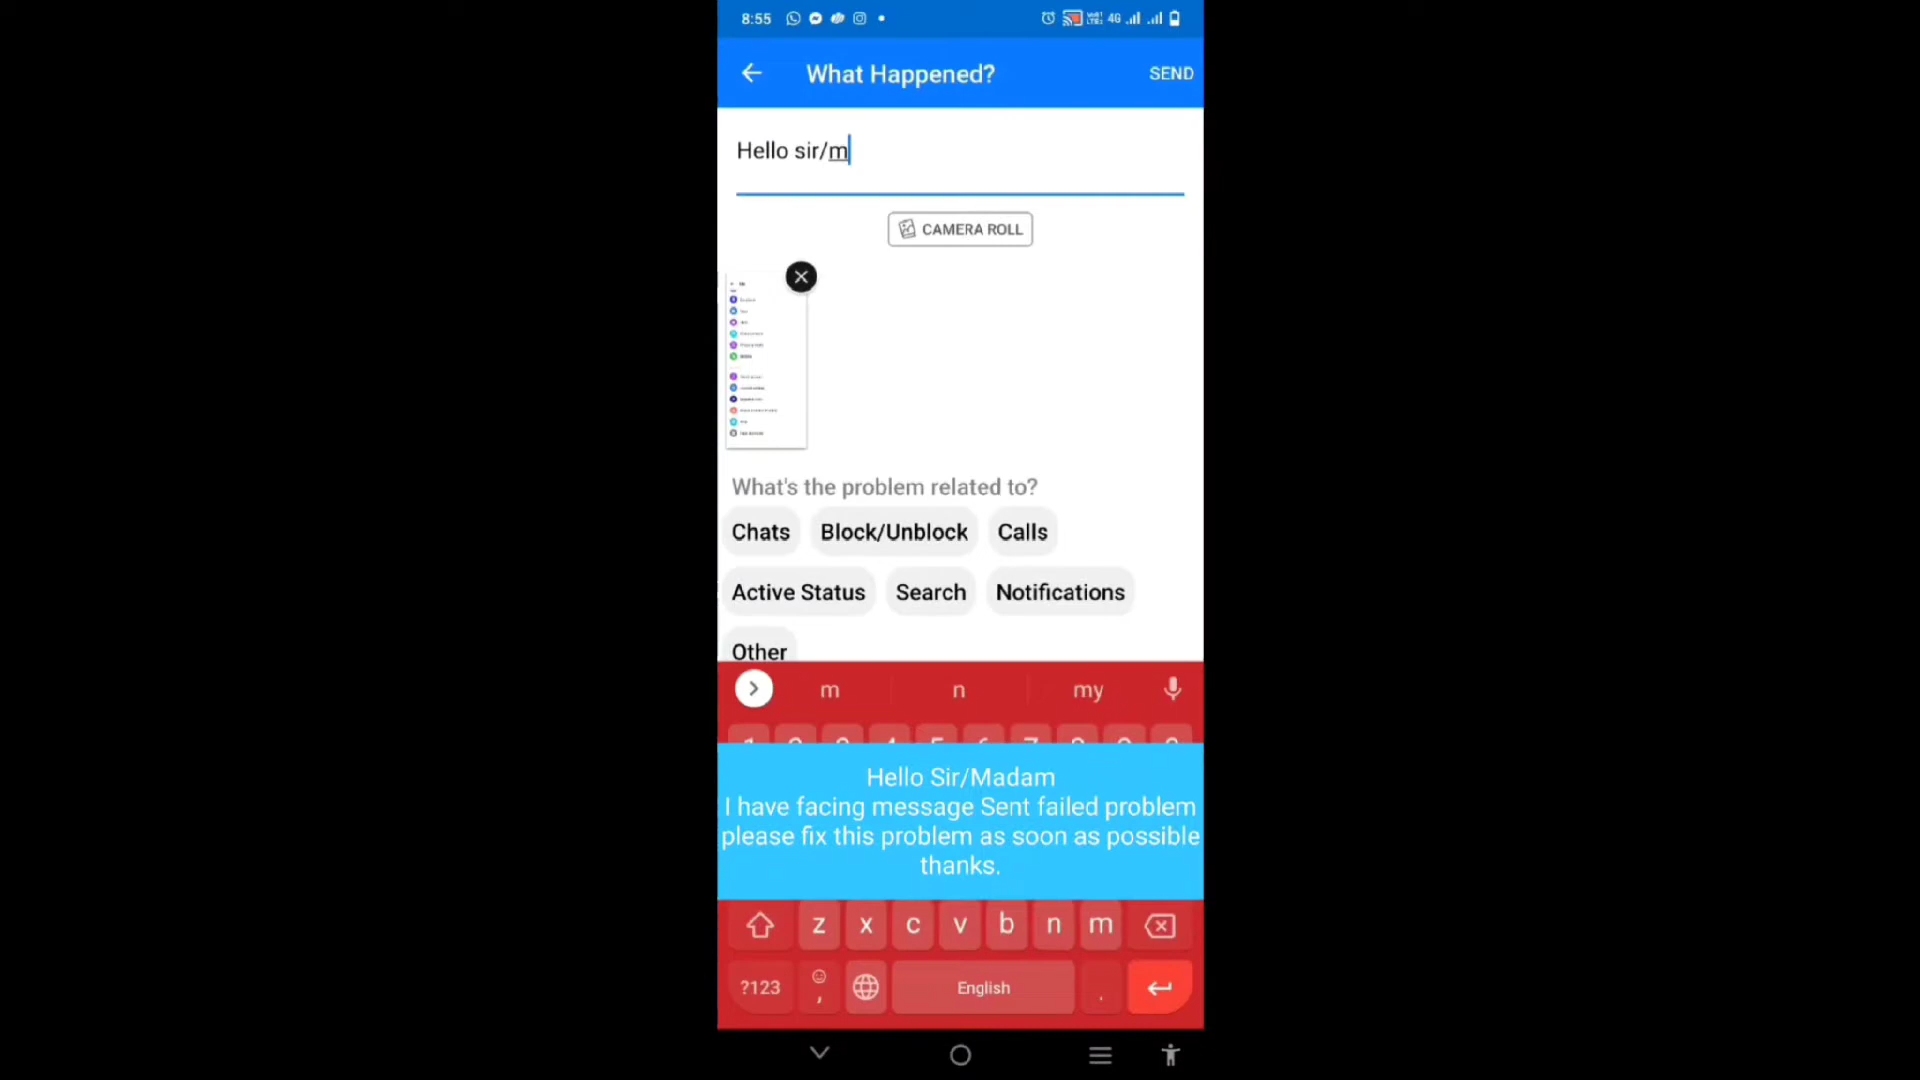 8:55
4G
What Happened?
SEND
Hello sir/m
CAMERA ROLL
What's the problem related to?
Chats
Block/Unblock
Calls
Active Status
Search
Notifications
Other
m
n
my
Hello Sir/Madam
I have facing message Sent failed problem
please fix this problem as soon as possible
thanks.
z x c v b n m
?123
,
English
.